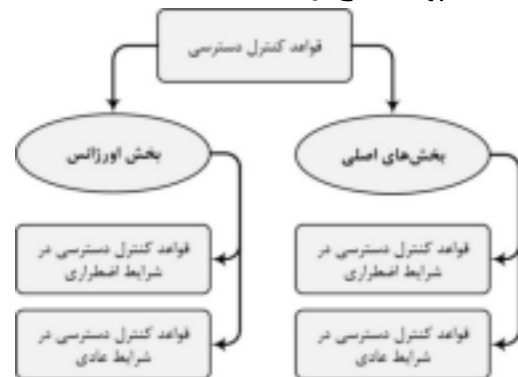 قواعد کنترل دسترسی
بخش‌های اصلی
بخش اورژانس
قواعد کنترل دسترسی در
شرایط اضطراری
قواعد کنترل دسترسی در
شرایط اضطراری
قواعد کنترل دسترسی در
شرایط عادی
قواعد کنترل دسترسی در
شرایط عادی